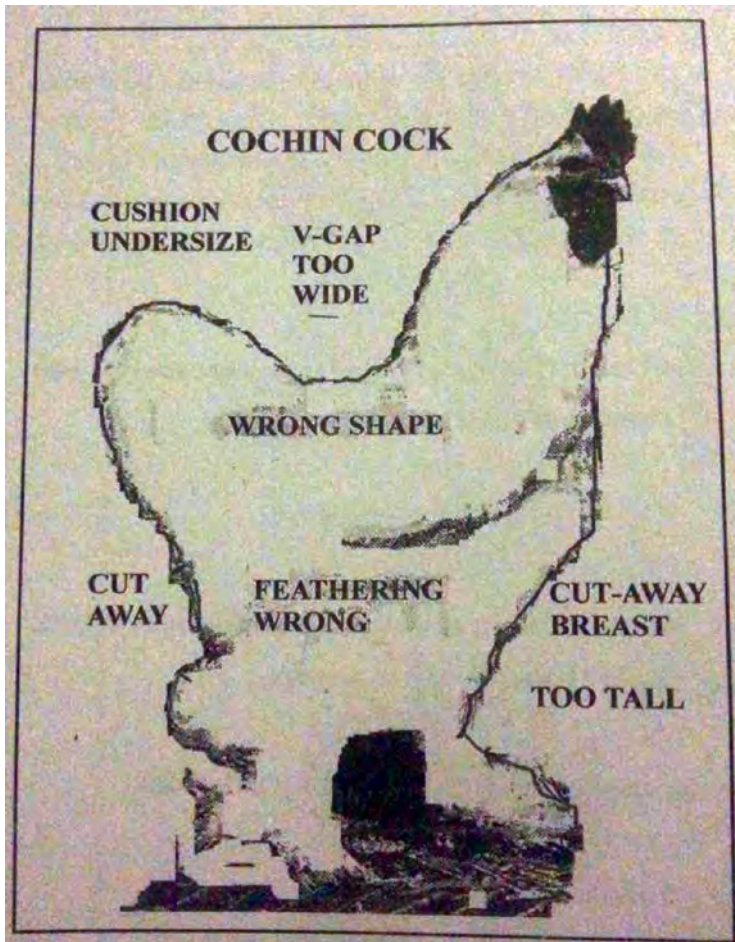 COCHIN COCK
CUSHION
UNDERSIZE
V-GAP
TOO
WIDE
WRONG SHAPE
CUT
AWAY
FEATHERING
WRONG
CUT-AWAY
BREAST
TOO TALL